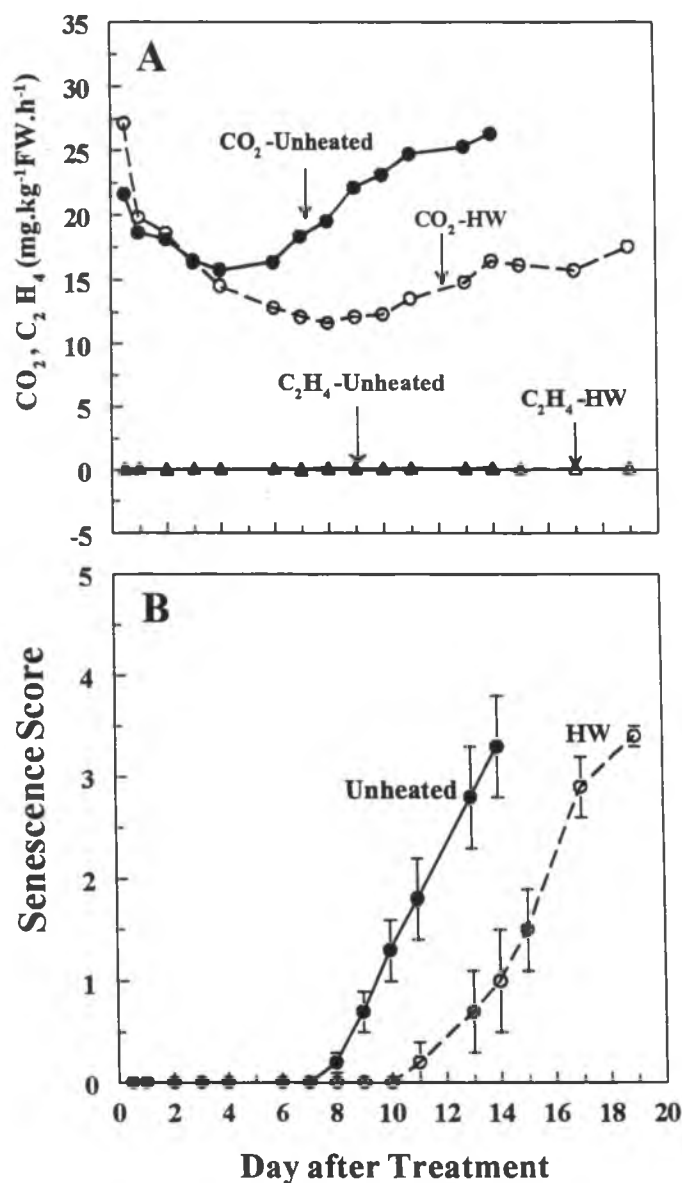 A
35
30
25
20
15
10
5
0
-5
CO2, C2H4 (mg.kg-1FW.h-1)
CO2-Unheated
CO2-HW
C2H4-Unheated
C2H4-HW
B
5
4
3
2
1
0
Senescence Score
Unheated
HW
0 2 4 6 8 10 12 14 16 18 20
Day after Treatment